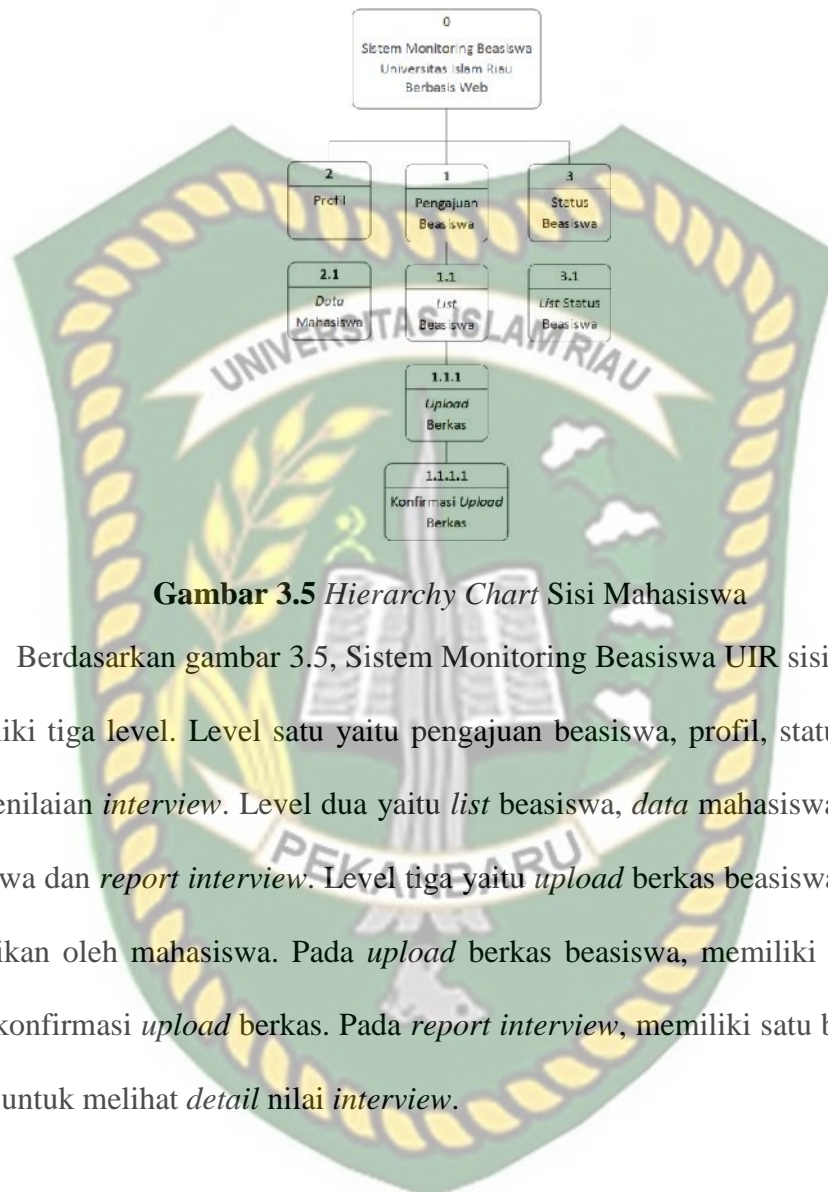 0
Sistem Monitoring Beasiswa
Universitas Islam Riau
Berbasis Web
2
Profil
1
Pengajuan
Beasiswa
3
Status
Beasiswa
2.1
Data
Mahasiswa
1.1
List
Beasiswa
3.1
List Status
Beasiswa
UNIVERSITAS ISLAM RIAU
1.1.1
Upload
Berkas
1.1.1.1
Konfirmasi Upload
Berkas
Gambar 3.5 Hierarchy Chart Sisi Mahasiswa
Berdasarkan gambar 3.5, Sistem Monitoring Beasiswa UIR sisi
iki tiga level. Level satu yaitu pengajuan beasiswa, profil, statu
enilaian interview. Level dua yaitu list beasiswa, data mahasiswa
wa dan report interview. Level tiga yaitu upload berkas beasiswa
PEKANBARU
ikan oleh mahasiswa. Pada upload berkas beasiswa, memiliki
konfirmasi upload berkas. Pada report interview, memiliki satu b
untuk melihat detail nilai interview.